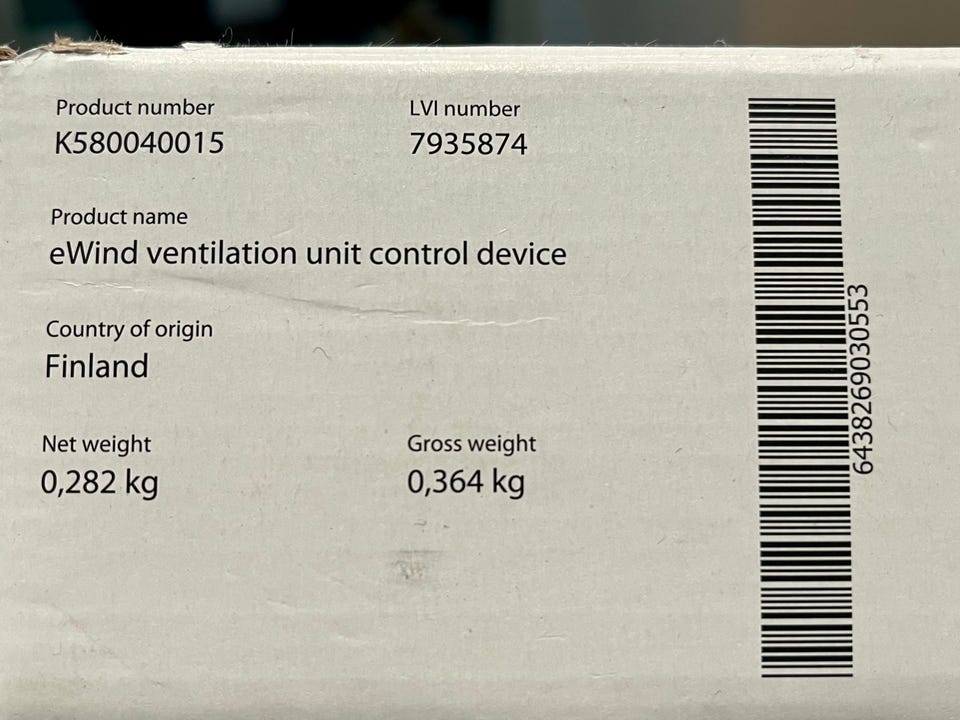 Product number
K580040015
LVI number
7935874
Product name
eWind ventilation unit control device
Country of origin
Finland
Net weight
0,282 kg
Gross weight
0,364 kg
6438269030553